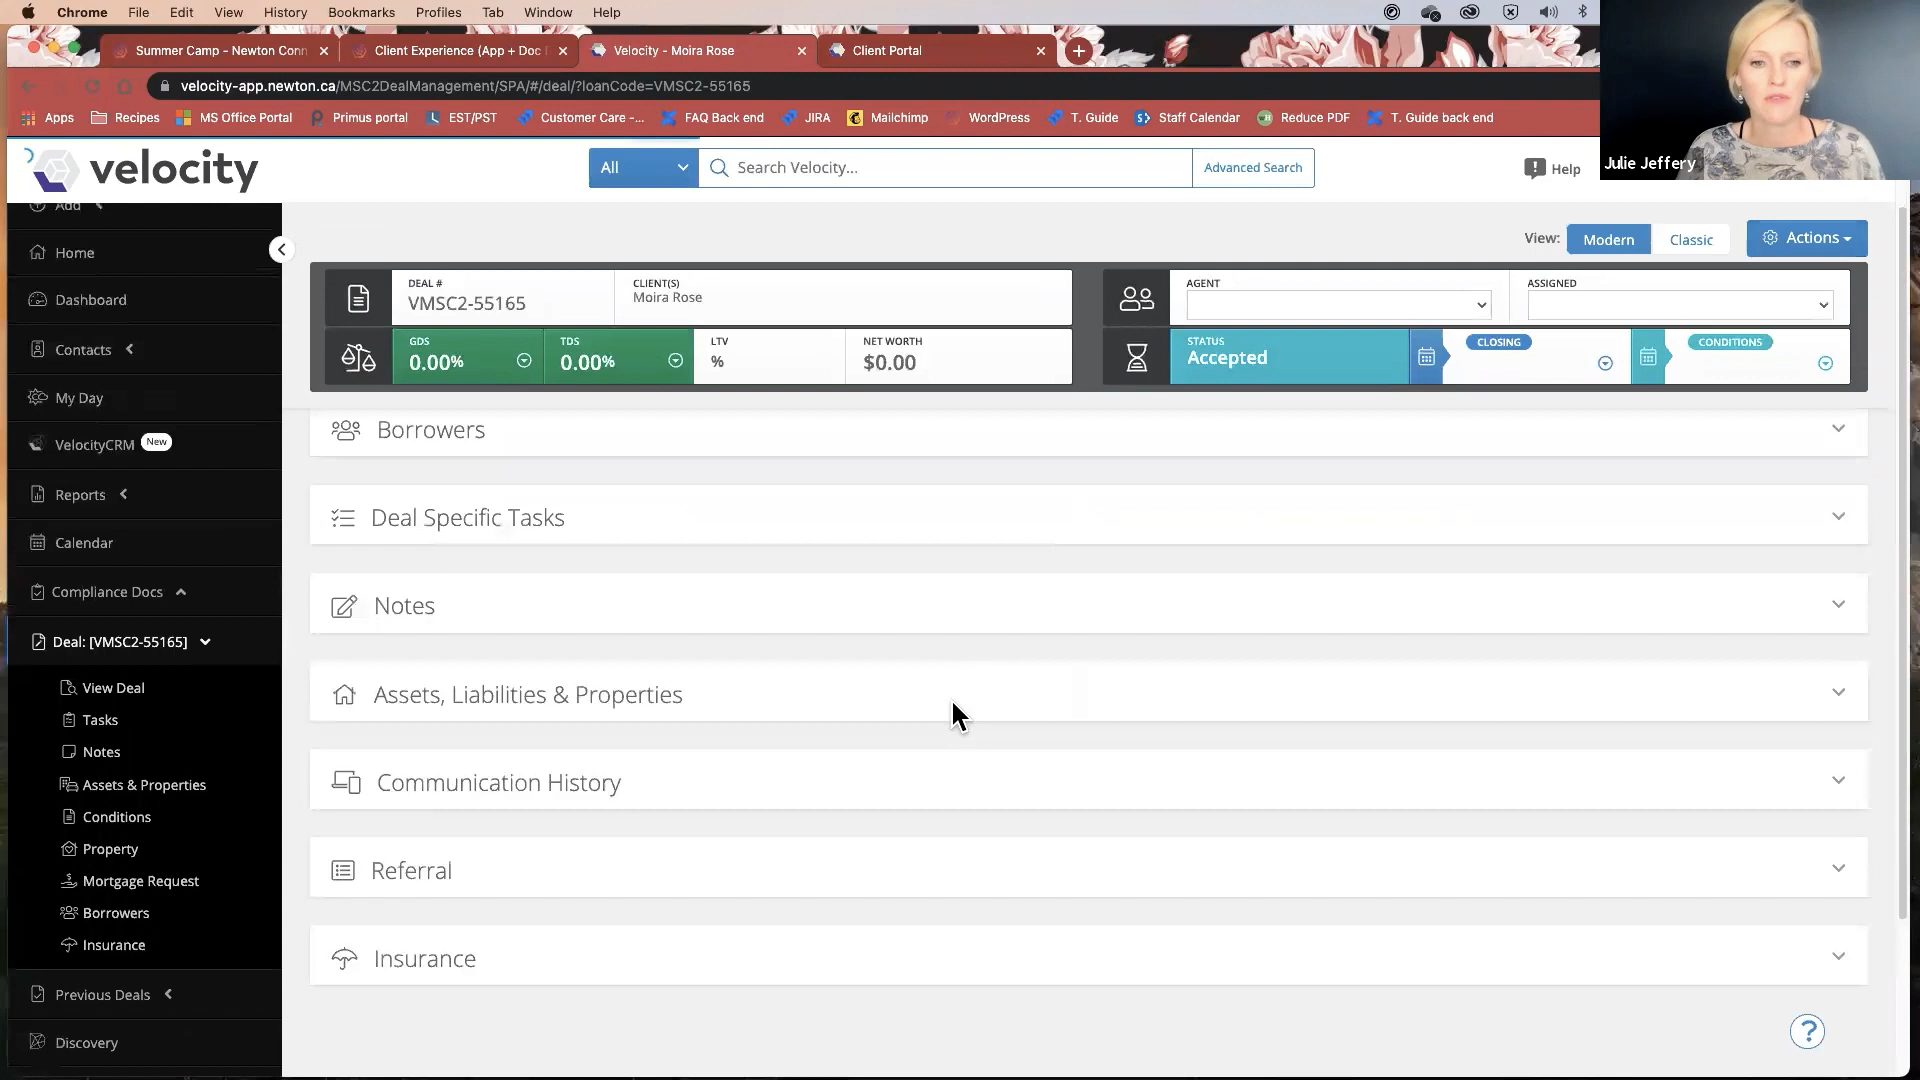 Chrome File Edit View History Bookmarks Profiles Tab Window Help
Summer Camp - Newton Conn Client Experience (App + Doc Velocity - Moira Rose Client Portal
velocity-app.newton.ca/MSC2DealManagement/SPA/#/deal/?loanCode=VMSC2-55165
Apps Recipes MS Office Portal Primus portal EST/PST Customer Care -... FAQ Back end JIRA Mailchimp WordPress T. Guide Staff Calendar Reduce PDF T. Guide back end
Julie Jeffery
velocity
All
Search Velocity...
Advanced Search
Help
Add
Home
Dashboard
Contacts
My Day
VelocityCRM New
Reports
Calendar
Compliance Docs
Deal: [VMSC2-55165]
View Deal
Tasks
Notes
Assets & Properties
Conditions
Property
Mortgage Request
Borrowers
Insurance
Previous Deals
Discovery
View: Modern Classic
Actions
DEAL #
VMSC2-55165
CLIENT(S)
Moira Rose
GDS
0.00%
TDS
0.00%
LTV
%
NET WORTH
$0.00
AGENT
ASSIGNED
STATUS
Accepted
CLOSING
CONDITIONS
Borrowers
Deal Specific Tasks
Notes
Assets, Liabilities & Properties
Communication History
Referral
Insurance
?